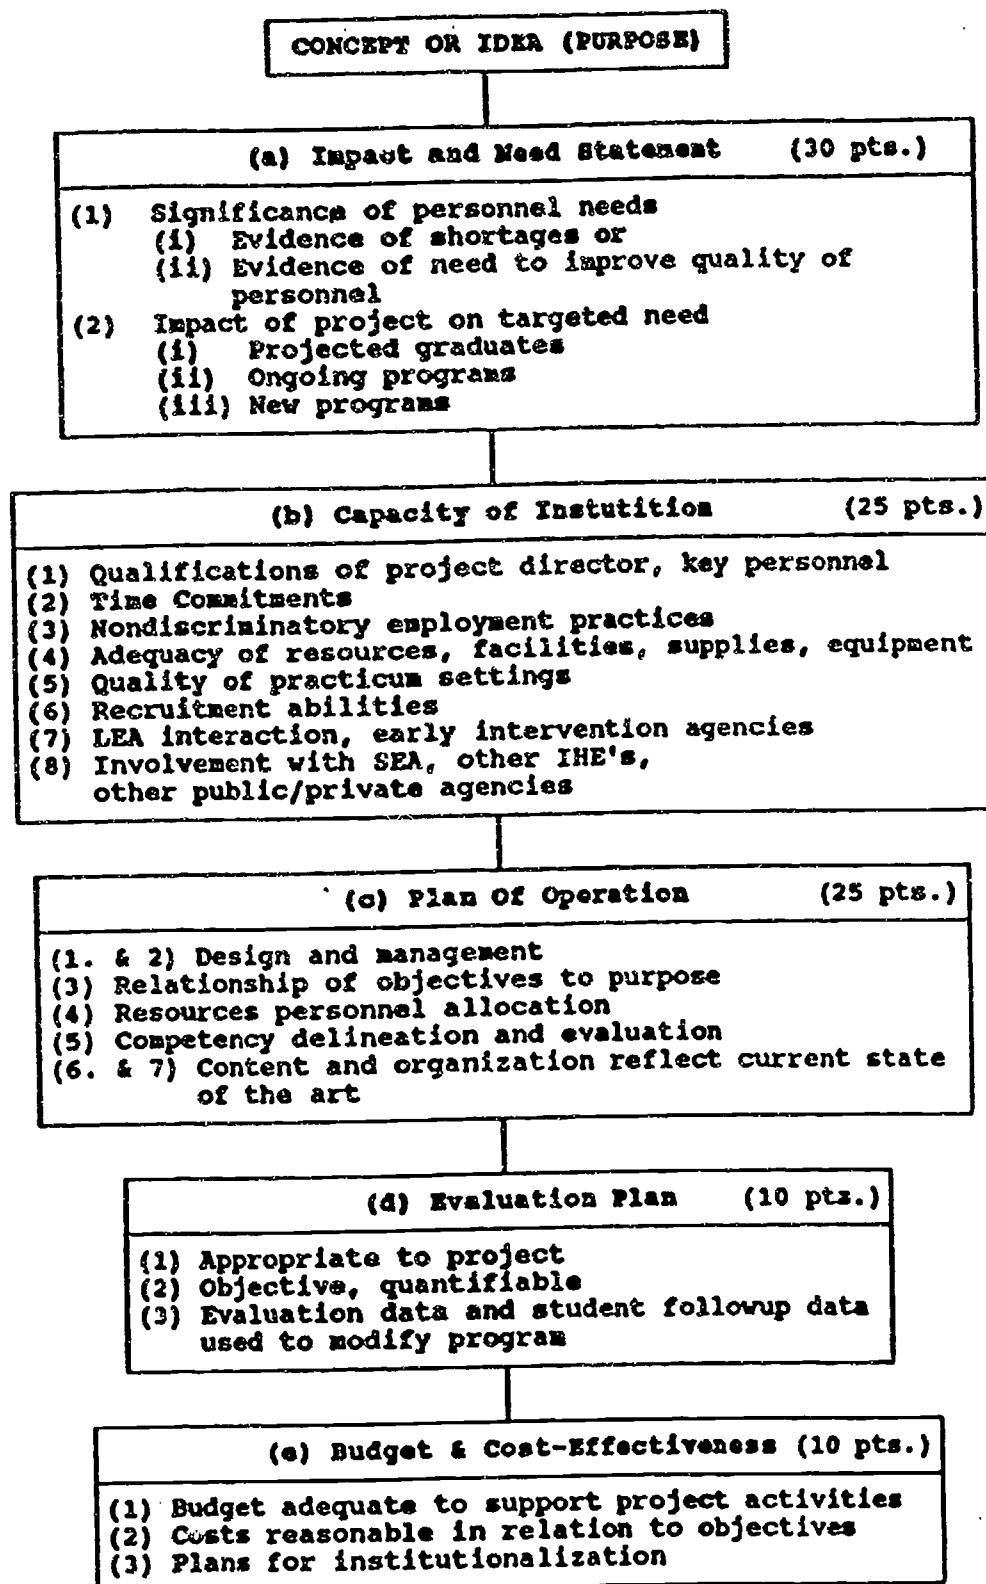 CONCEPT OR IDEA (PURPOSE)
(a) Impact and Need Statement (30 pts.)
(1) Significance of personnel needs
(i) Evidence of shortages or
(ii) Evidence of need to improve quality of
personnel
(2) Impact of project on targeted need
(i) Projected graduates
(ii) Ongoing programs
(iii) New programs
(b) Capacity of Instutition (25 pts.)
(1) Qualifications of project director, key personnel
(2) Time Commitments
(3) Nondiscriminatory employment practices
(4) Adequacy of resources, facilities, supplies, equipment
(5) Quality of practicum settings
(6) Recruitment abilities
(7) LEA interaction, early intervention agencies
(8) Involvement with SEA, other IHE's,
other public/private agencies
(c) Plan Of Operation (25 pts.)
(1. & 2) Design and management
(3) Relationship of objectives to purpose
(4) Resources personnel allocation
(5) Competency delineation and evaluation
(6. & 7) Content and organization reflect current state
of the art
(d) Evaluation Plan (10 pts.)
(1) Appropriate to project
(2) Objective, quantifiable
(3) Evaluation data and student followup data
used to modify program
(e) Budget & Cost-Effectiveness (10 pts.)
(1) Budget adequate to support project activities
(2) Costs reasonable in relation to objectives
(3) Plans for institutionalization